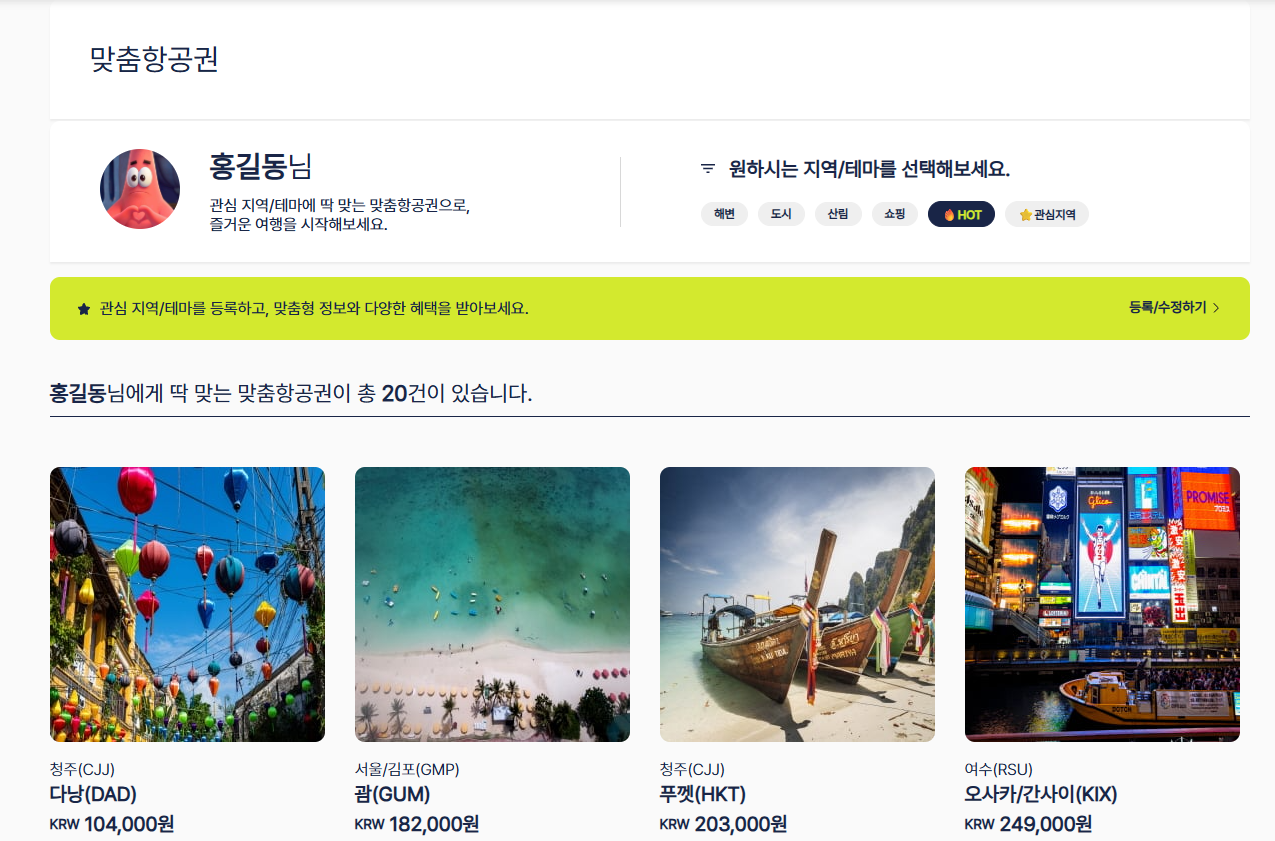 맞춤항공권
홍길동님
관심 지역/테마에 딱 맞는 맞춤항공권으로,
즐거운 여행을 시작해보세요.
원하시는 지역/테마를 선택해보세요.
해변 도시 산림 쇼핑 HOT 관심지역
관심 지역/테마를 등록하고, 맞춤형 정보와 다양한 혜택을 받아보세요.
등록/수정하기
홍길동님에게 딱 맞는 맞춤항공권이 총 20건이 있습니다.
Glico
PROMISE
プロミス
청주(CJJ)
다낭(DAD)
KRW 104,000원
서울/김포(GMP)
괌(GUM)
KRW 182,000원
청주(CJJ)
푸껫(HKT)
KRW 203,000원
여수(RSU)
오사카/간사이(KIX)
KRW 249,000원